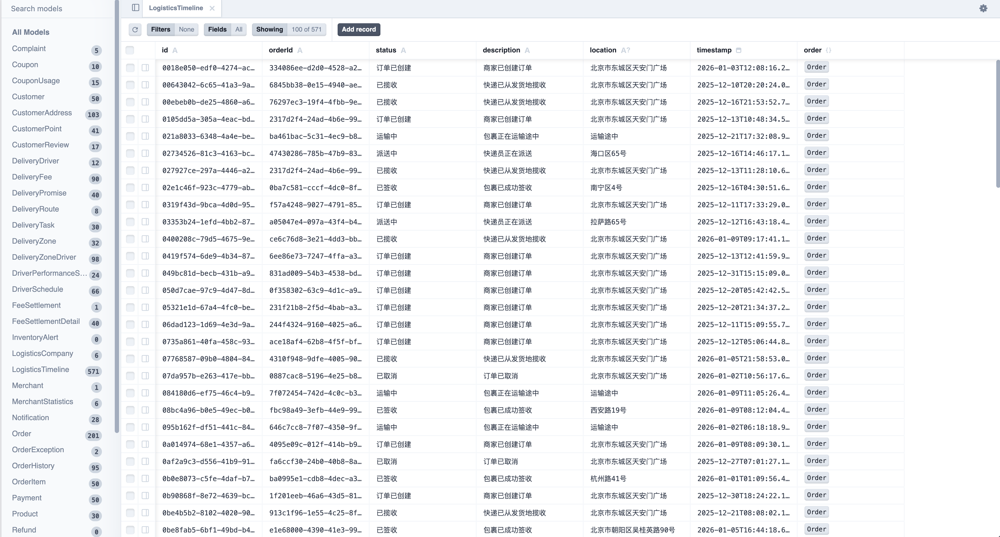 Search models
All Models
Complaint 5
Coupon 10
CouponUsage 15
Customer 50
CustomerAddress 103
CustomerPoint 41
CustomerReview 17
DeliveryDriver 12
DeliveryFee 90
DeliveryPromise 40
DeliveryRoute 8
DeliveryTask 30
DeliveryZone 32
DeliveryZoneDriver 98
DriverPerformanceS... 24
DriverSchedule 66
FeeSettlement 1
FeeSettlementDetail 40
InventoryAlert 0
LogisticsCompany 6
LogisticsTimeline 571
Merchant 1
MerchantStatistics 6
Notification 28
Order 201
OrderException 2
OrderHistory 95
OrderItem 50
Payment 50
Product 30
Refund 0
LogisticsTimeline
Filters None Fields All Showing 100 of 571 Add record
id A orderId A status A description A location A? timestamp order {}
0018e050-edf0-4274-ac… 334086ee-d2d0-4528-a2… 订单已创建 商家已创建订单 北京市东城区天安门广场 2026-01-03T12:08:16.2… Order
00643042-6c65-41a3-9a… 6845bb38-0e15-4940-ae… 已揽收 快递已从发货地揽收 北京市东城区天安门广场 2025-12-10T20:20:24.0… Order
00ebeb0b-de25-4860-a6… 76297ec3-19f4-4fbb-9e… 已揽收 快递已从发货地揽收 北京市东城区天安门广场 2025-12-16T21:53:52.7… Order
0105dd5a-305a-4eac-bd… 2317d2f4-24ad-4b6e-99… 订单已创建 商家已创建订单 北京市东城区天安门广场 2025-12-13T10:48:34.5… Order
021a8033-6348-4a4e-be… ba461bac-5c31-4ec9-b8… 运输中 包裹正在运输途中 运输途中 2025-12-21T17:32:08.9… Order
02734526-81c3-4163-bc… 47430286-785b-47b9-83… 派送中 快递员正在派送 海口区65号 2025-12-16T14:46:17.1… Order
027927ce-297a-4446-a2… 2317d2f4-24ad-4b6e-99… 已揽收 快递已从发货地揽收 北京市东城区天安门广场 2025-12-13T11:28:10.6… Order
02e1c46f-923c-4779-ab… 0ba7c581-cccf-4dc0-8f… 已签收 包裹已成功签收 南宁区4号 2025-12-16T04:30:51.6… Order
0319f43d-9bca-4d0d-95… f57a4248-9027-4791-85… 订单已创建 商家已创建订单 北京市东城区天安门广场 2025-12-11T17:33:29.0… Order
03353b24-1efd-4bb2-87… a05047e4-097a-43f4-b4… 派送中 快递员正在派送 拉萨路65号 2025-12-12T16:43:18.4… Order
0400208c-79d5-4675-9e… ce6c76d8-3e21-4dd3-bb… 已揽收 快递已从发货地揽收 北京市东城区天安门广场 2026-01-09T09:17:41.1… Order
0419f574-6de9-4b34-87… 6ee86e73-7247-4ffa-a3… 订单已创建 商家已创建订单 北京市东城区天安门广场 2025-12-13T12:41:59.9… Order
049bc81d-becb-431b-a9… 831ad009-54b3-4538-bd… 订单已创建 商家已创建订单 北京市东城区天安门广场 2025-12-31T15:15:09.0… Order
050d7cae-97c9-4d47-8d… 0f358302-63c9-4d1c-a9… 订单已创建 商家已创建订单 北京市东城区天安门广场 2025-12-20T05:42:42.5… Order
05321e1d-67a4-4fc0-be… 231f21b8-2f5d-4bab-a3… 订单已创建 商家已创建订单 北京市东城区天安门广场 2025-12-20T21:34:37.2… Order
06dad123-1d69-4e3d-9a… 244f4324-9160-4025-a6… 订单已创建 商家已创建订单 北京市东城区天安门广场 2025-12-11T15:09:55.7… Order
0735a861-40fa-458c-93… ace18af4-62b8-4f5f-bf… 订单已创建 商家已创建订单 北京市东城区天安门广场 2025-12-12T05:06:44.8… Order
07768587-09b0-4804-84… 4310f948-9dfe-4005-90… 已揽收 快递已从发货地揽收 北京市东城区天安门广场 2026-01-05T21:58:53.0… Order
07da957b-e263-417e-bb… 0887cac8-5196-4e25-b8… 已取消 订单已取消 北京市东城区天安门广场 2026-01-02T10:56:17.6… Order
084180d6-ef75-46c4-b9… 7f072454-742d-4c0c-b3… 运输中 包裹正在运输途中 运输途中 2026-01-09T11:05:26.4… Order
08bc4a96-b0e5-49ec-b0… fbc98a49-3efb-44e9-99… 已签收 包裹已成功签收 西安路19号 2026-01-09T08:12:04.4… Order
095b162f-df51-441c-84… 646c7cc8-7f07-4350-9f… 运输中 包裹正在运输途中 运输途中 2026-01-02T06:18:18.9… Order
0a014974-68e1-4357-a6… 4095e09c-012f-414b-b9… 订单已创建 商家已创建订单 北京市东城区天安门广场 2026-01-09T08:09:30.1… Order
0af2a9c3-d556-41b9-91… fa6ccf30-24b0-40b8-8a… 已取消 订单已取消 北京市东城区天安门广场 2025-12-27T07:01:27.1… Order
0b0e8073-c5fe-4daf-b7… ba0995e1-cdb8-4dec-a3… 已签收 包裹已成功签收 杭州路41号 2026-01-01T01:09:56.4… Order
0b90868f-8e72-4639-bc… 1f201eeb-46a6-43d5-81… 订单已创建 商家已创建订单 北京市东城区天安门广场 2025-12-30T18:24:22.1… Order
0be4b5b2-8102-4020-90… 913c1f96-1e55-4c25-8f… 已揽收 快递已从发货地揽收 北京市东城区天安门广场 2025-12-21T08:08:02.1… Order
0be8fab5-6bf1-49bd-b4… e1e68000-4390-41e3-99… 已签收 包裹已成功签收 北京市朝阳区吴桂英路90号 2026-01-05T16:44:18.6… Order